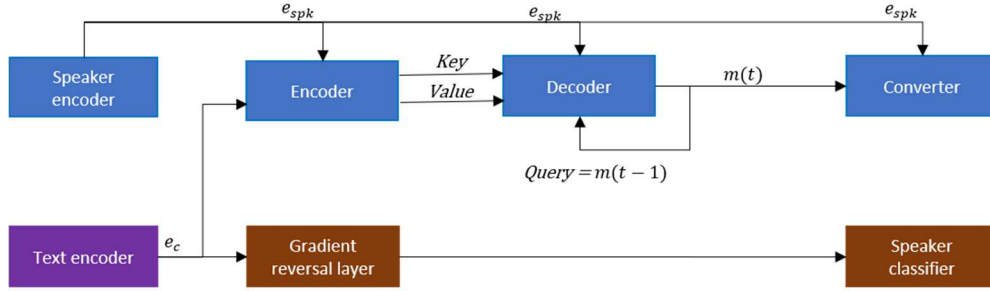 e_spk e_spk e_spk
Speaker
encoder
Encoder
Key
Value
Decoder
m(t)
Converter
Query = m(t − 1)
Text encoder
e_c
Gradient
reversal layer
Speaker
classifier